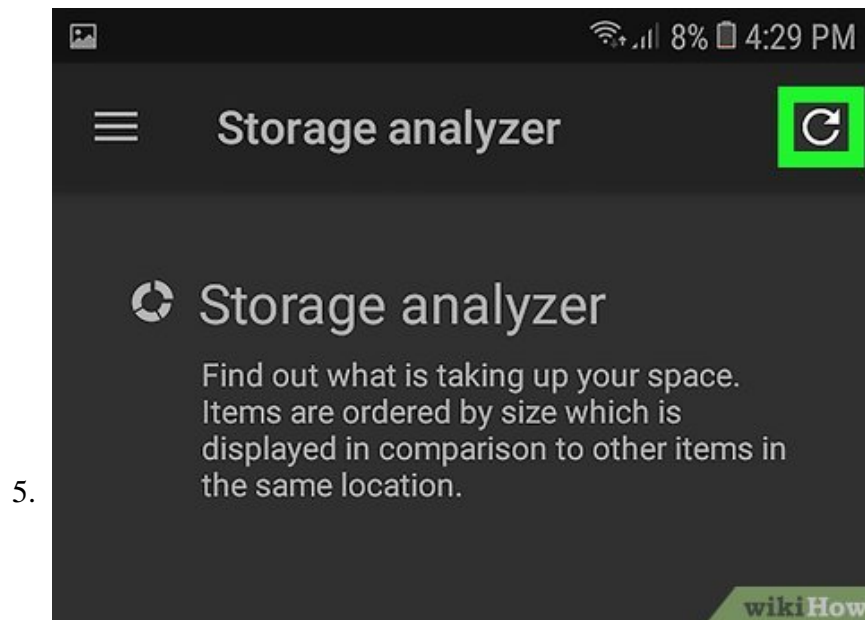 8% 4:29 PM
Storage analyzer
Storage analyzer
Find out what is taking up your space.
Items are ordered by size which is
displayed in comparison to other items in
the same location.
5.
wikiHow